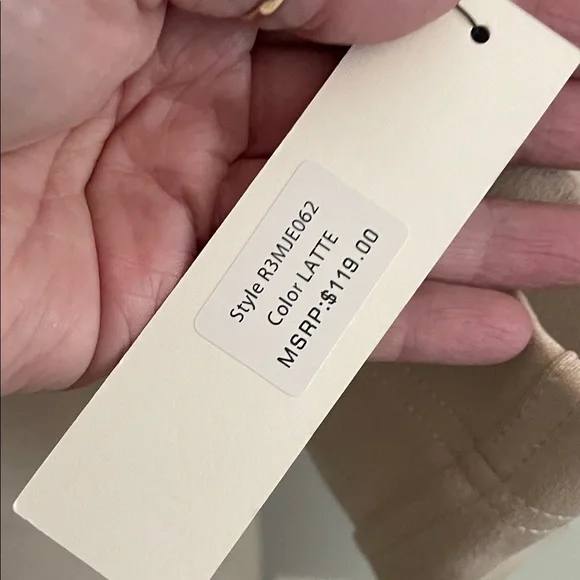 Style R3MJE062
Color LATTE
MSRP:$119.00